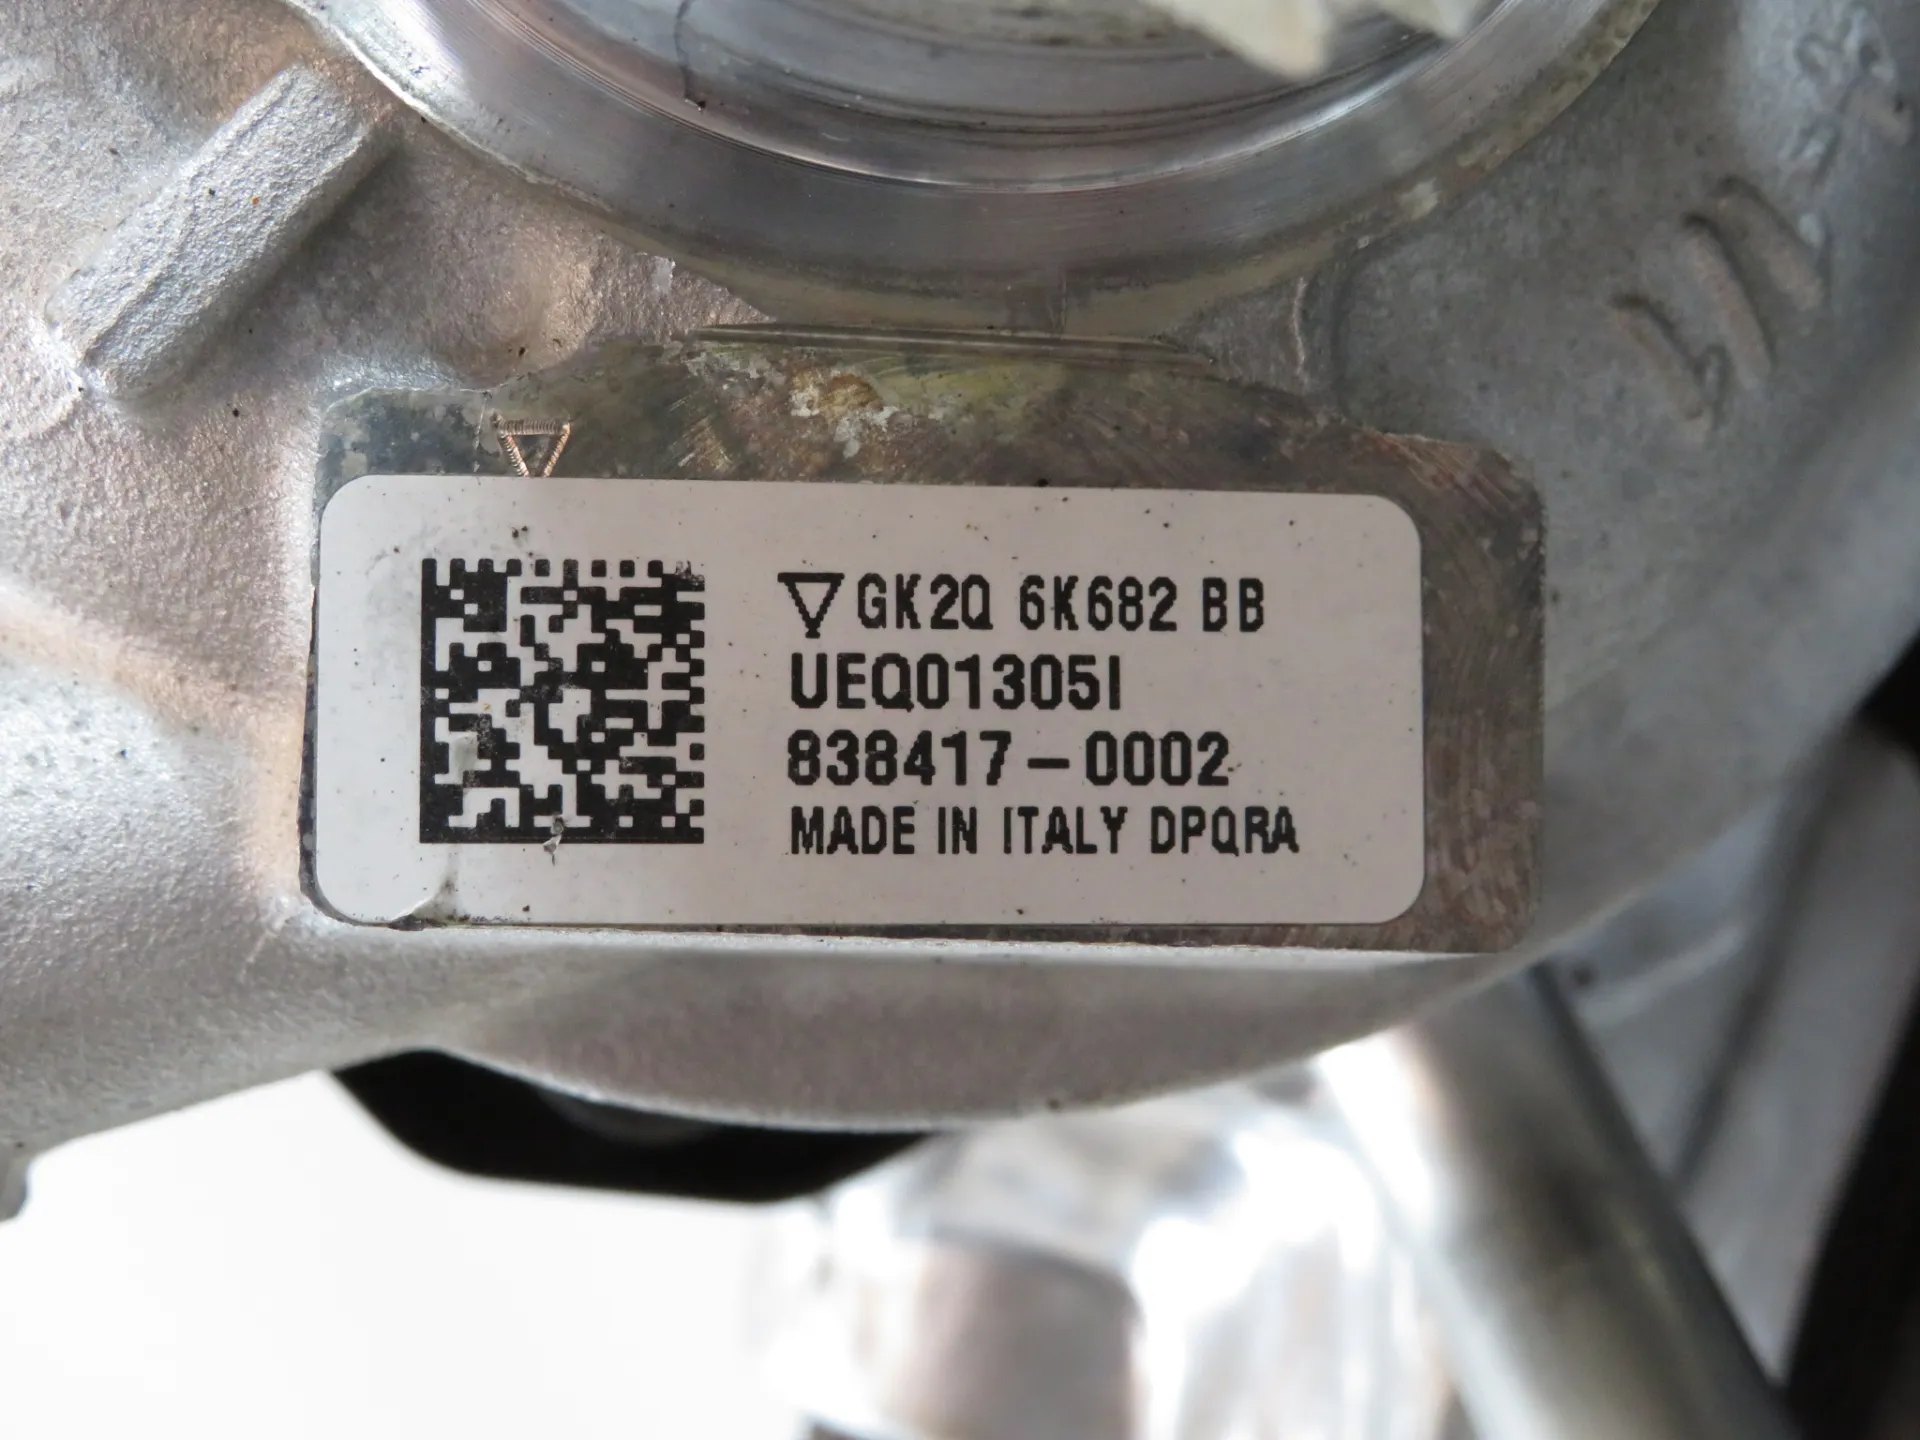 ▽GK2Q 6K682 BB
UEQ01305I
838417-0002
MADE IN ITALY DPQRA